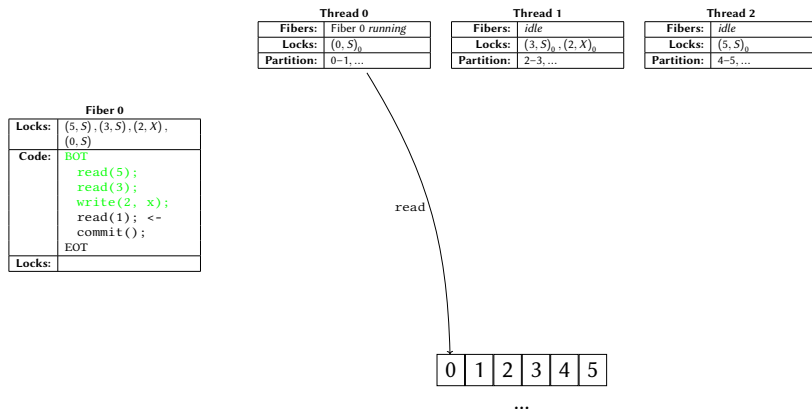 Thread 0
Fibers: Fiber 0 running
Locks: (0, S)₀
Partition: 0–1, ...
Thread 1
Fibers: idle
Locks: (3, S)₀ , (2, X)₀
Partition: 2–3, ...
Thread 2
Fibers: idle
Locks: (5, S)₀
Partition: 4–5, ...
Fiber 0
Locks: (5, S) , (3, S) , (2, X) ,
(0, S)
Code: BOT
read(5);
read(3);
write(2, x);
read(1); <-
commit();
EOT
Locks:
read
0 1 2 3 4 5
...